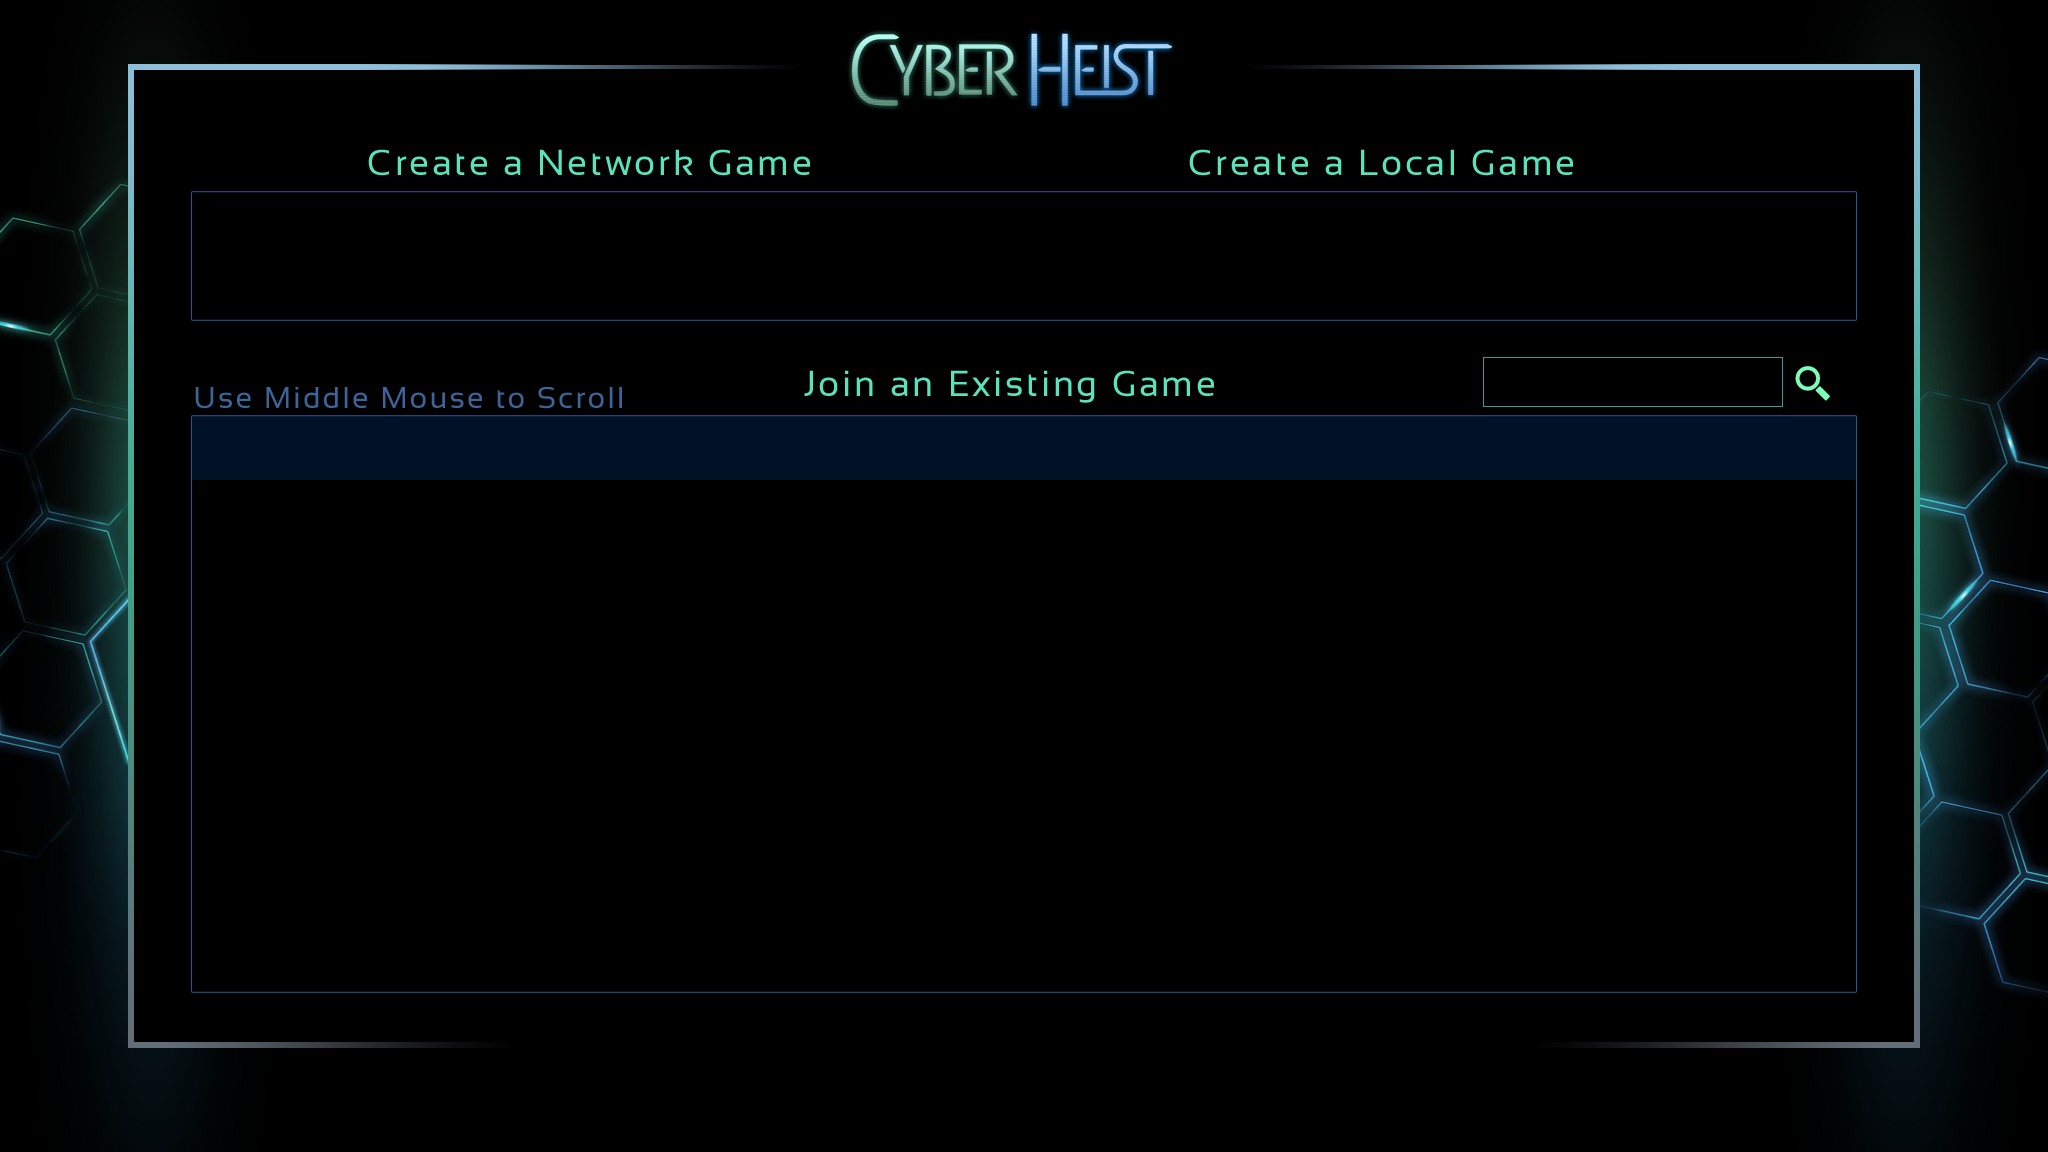 CYBER HEIST
Create a Network Game
Create a Local Game
Join an Existing Game
Use Middle Mouse to Scroll